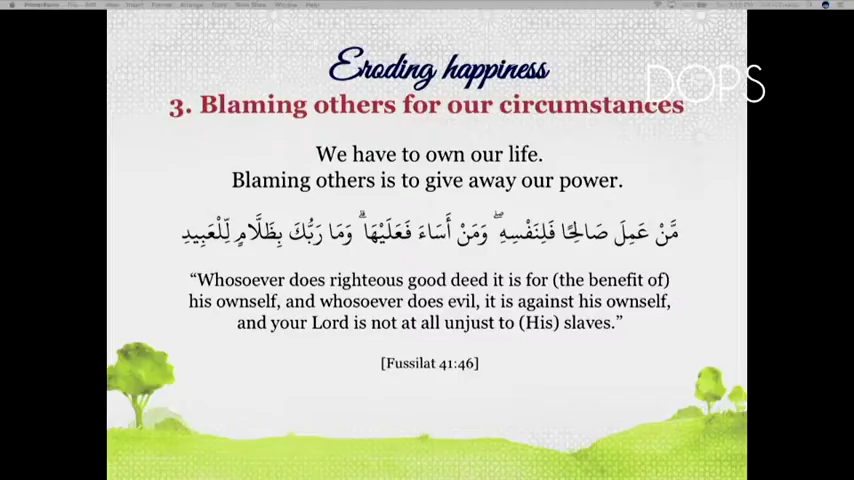 Eroding happiness
DOPS
3. Blaming others for our circumstances
We have to own our life.
Blaming others is to give away our power.
مَّنْ عَمِلَ صَالِحًا فَلِنَفْسِهِ ۖ وَمَنْ أَسَاءَ فَعَلَيْهَا ۗ وَمَا رَبُّكَ بِظَلَّامٍ لِّلْعَبِيدِ
“Whosoever does righteous good deed it is for (the benefit of)
his ownself, and whosoever does evil, it is against his ownself,
and your Lord is not at all unjust to (His) slaves.”
[Fussilat 41:46]